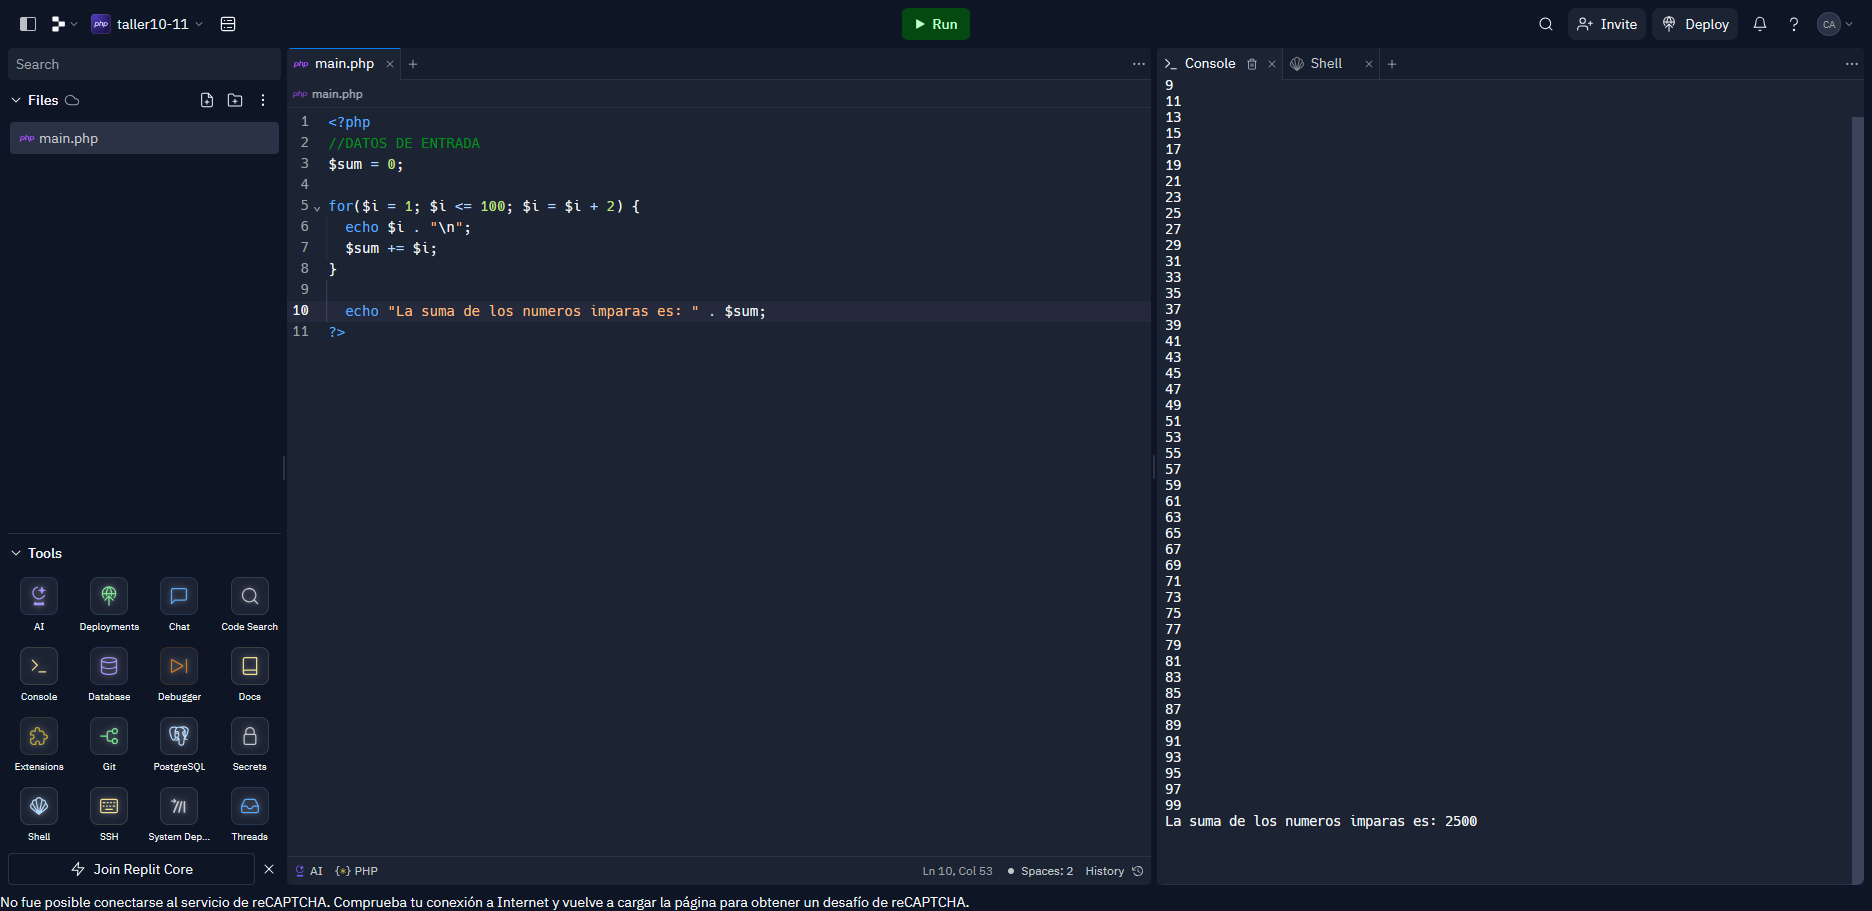 php taller10-11
Run
Invite
Deploy
CA
Search
Files
php main.php
php main.php
php main.php
1 <?php
2 //DATOS DE ENTRADA
3 $sum = 0;
4
5 for($i = 1; $i <= 100; $i = $i + 2) {
6 echo $i . "\n";
7 $sum += $i;
8 }
9
10 echo "La suma de los numeros imparas es: " . $sum;
11 ?>
Tools
AI Deployments Chat Code Search
Console Database Debugger Docs
Extensions Git PostgreSQL Secrets
Shell SSH System Dep... Threads
Join Replit Core
AI {} PHP
Ln 10, Col 53 Spaces: 2 History
Console Shell
9
11
13
15
17
19
21
23
25
27
29
31
33
35
37
39
41
43
45
47
49
51
53
55
57
59
61
63
65
67
69
71
73
75
77
79
81
83
85
87
89
91
93
95
97
99
La suma de los numeros imparas es: 2500
No fue posible conectarse al servicio de reCAPTCHA. Comprueba tu conexión a Internet y vuelve a cargar la página para obtener un desafío de reCAPTCHA.